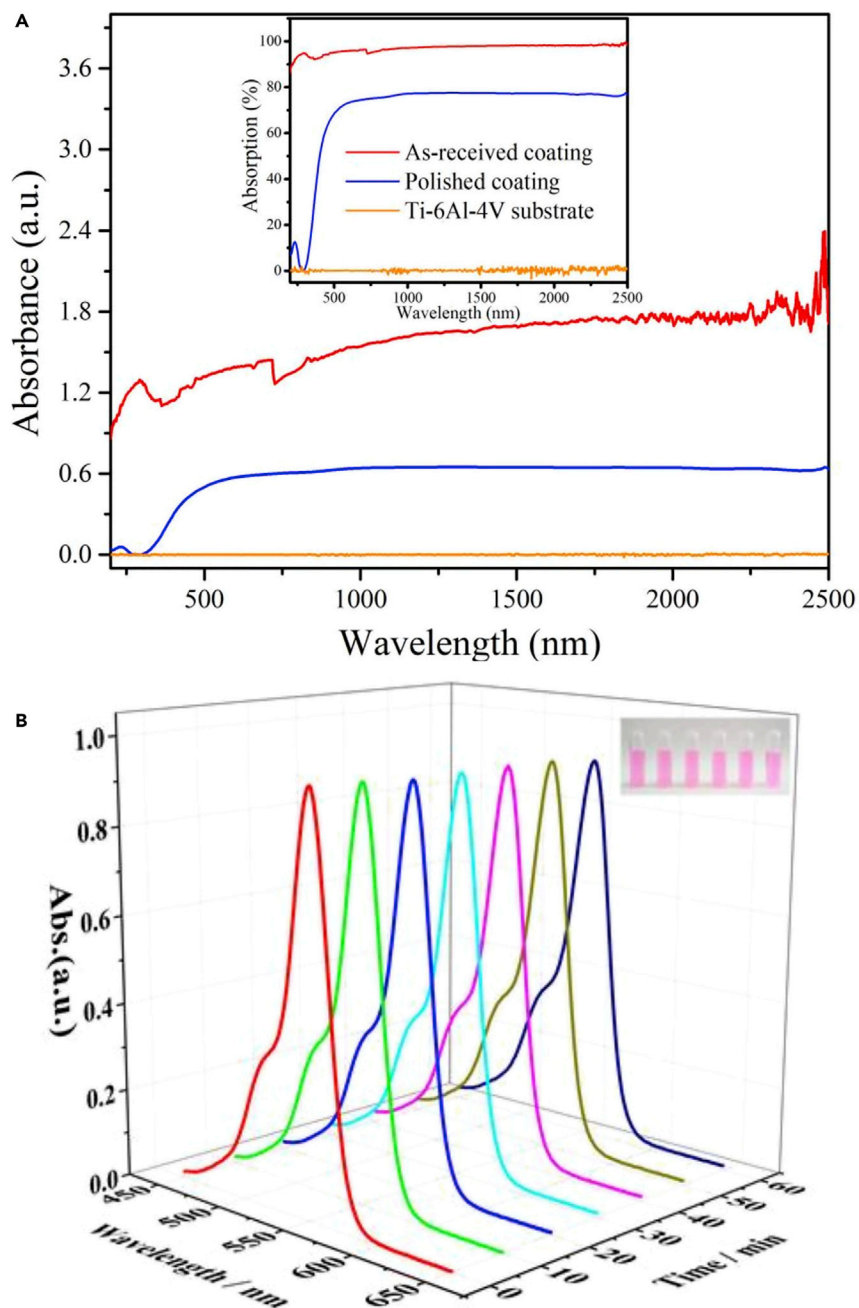 A
3.6
3.0
2.4
1.8
1.2
0.6
0.0
Absorbance (a.u.)
500 1000 1500 2000 2500
Wavelength (nm)
100
80
60
40
20
0
Absorption (%)
As-received coating
Polished coating
Ti-6Al-4V substrate
500 1000 1500 2000 2500
Wavelength (nm)
B
1.0
0.8
0.6
0.4
0.2
0.0
Abs.(a.u.)
450 500 550 600 650
Wavelength / nm
0 10 20 30 40 50 60
Time / min